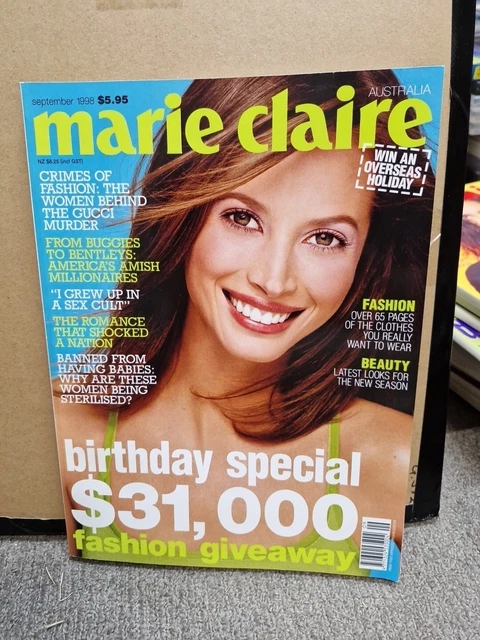 september 1998 $5.95
AUSTRALIA
marie claire
NZ $8.20 (incl GST)
WIN AN
OVERSEAS
HOLIDAY
CRIMES OF
FASHION: THE
WOMEN BEHIND
THE GUCCI
MURDER
FROM BUGGIES
TO BENTLEYS:
AMERICA'S AMISH
MILLIONAIRES
"I GREW UP IN
A SEX CULT"
THE ROMANCE
THAT SHOCKED
A NATION
BANNED FROM
HAVING BABIES:
WHY ARE THESE
WOMEN BEING
STERILISED?
FASHION
OVER 65 PAGES
OF THE CLOTHES
YOU REALLY
WANT TO WEAR
BEAUTY
LATEST LOOKS FOR
THE NEW SEASON
birthday special
$31,000
fashion giveaway